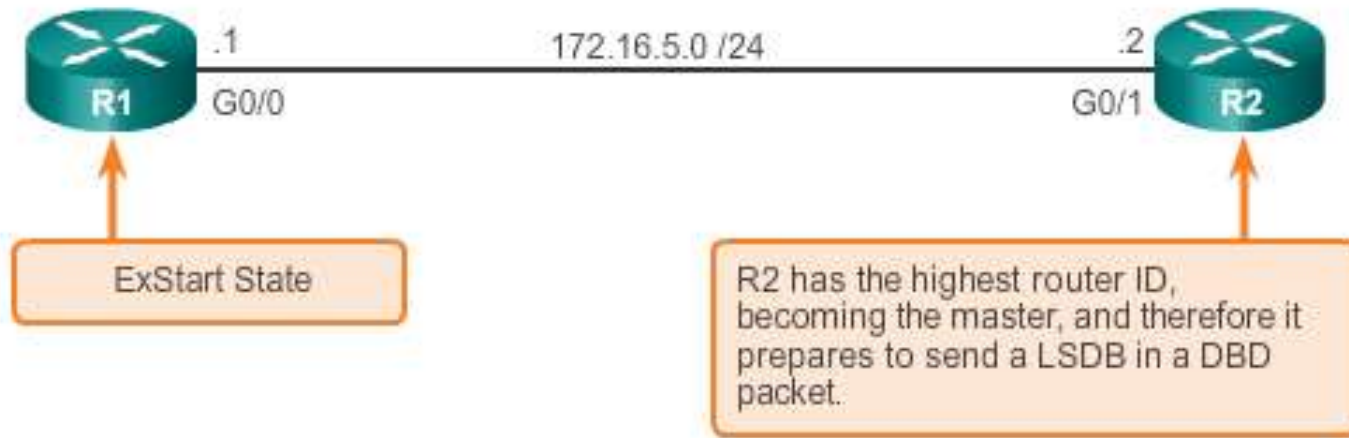 .1
172.16.5.0 /24
.2
R1
G0/0
G0/1
R2
ExStart State
R2 has the highest router ID,
becoming the master, and therefore it
prepares to send a LSDB in a DBD
packet.